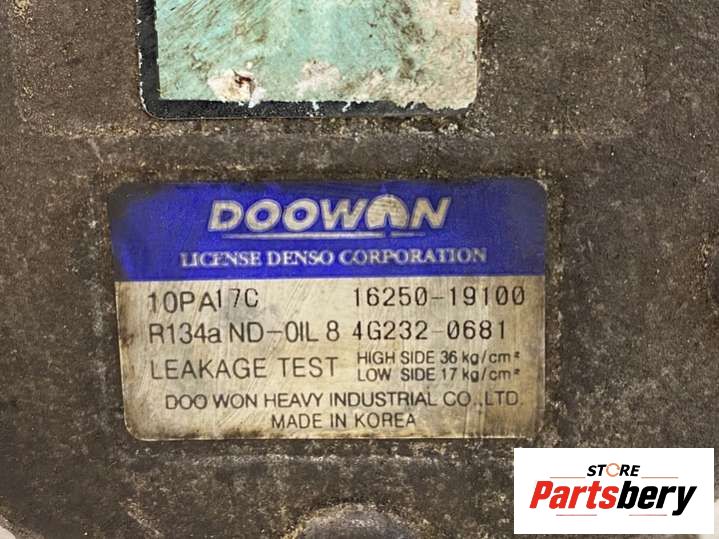 DOOWON
LICENSE DENSO CORPORATION
10PA17C 16250-19100
R134a ND-OIL 8 4G232-0681
LEAKAGE TEST HIGH SIDE 36 kg/cm²
LOW SIDE 17 kg/cm²
DOO WON HEAVY INDUSTRIAL CO.,LTD.
MADE IN KOREA
STORE
Partsbery